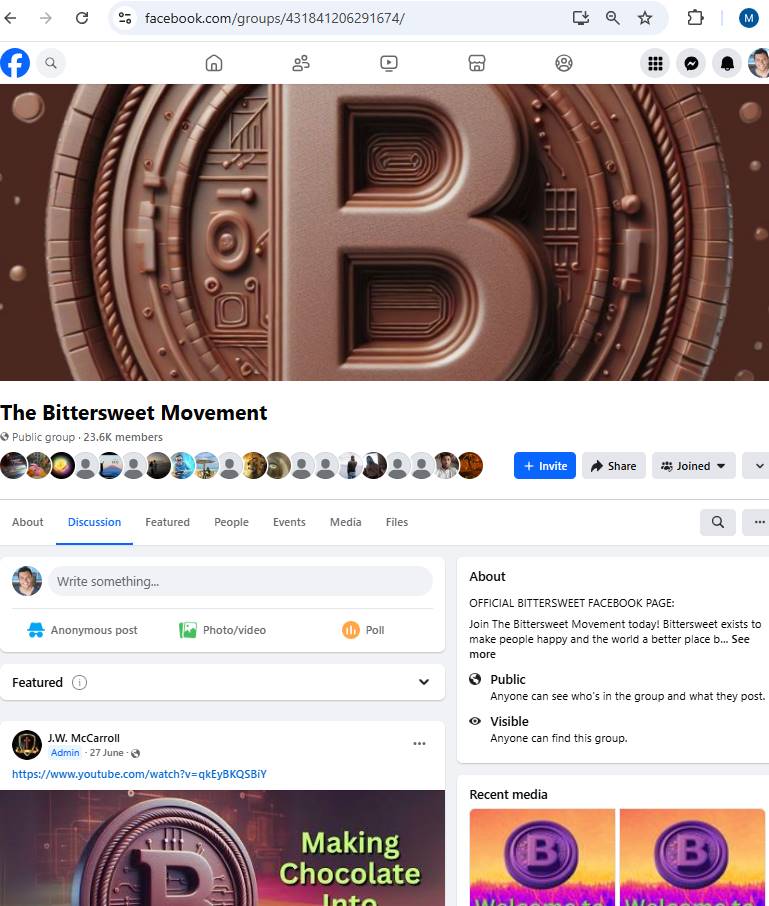 facebook.com/groups/431841206291674/
M
The Bittersweet Movement
Public group · 23.6K members
+ Invite
Share
Joined
About
Discussion
Featured
People
Events
Media
Files
Write something...
Anonymous post
Photo/video
Poll
Featured
J.W. McCarroll
Admin · 27 June ·
https://www.youtube.com/watch?v=qkEyBKQSBiY
Making
Chocolate
Into
About
OFFICIAL BITTERSWEET FACEBOOK PAGE:
Join The Bittersweet Movement today! Bittersweet exists to
make people happy and the world a better place b... See
more
Public
Anyone can see who's in the group and what they post.
Visible
Anyone can find this group.
Recent media
B
B
Welcome to
Welcome to